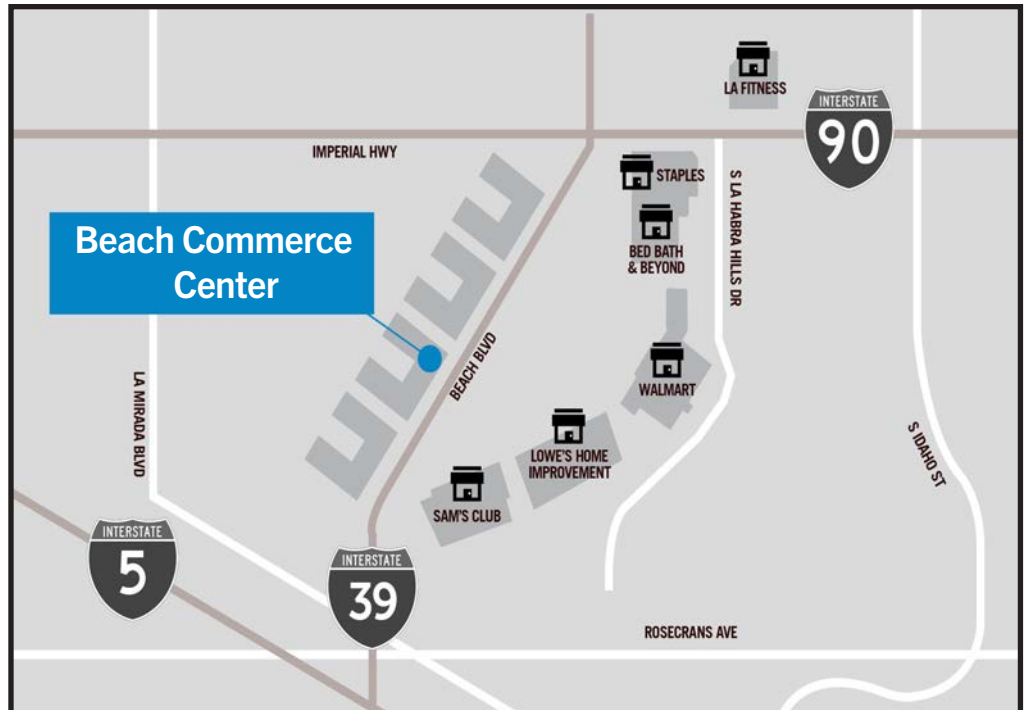 LA FITNESS
INTERSTATE
90
IMPERIAL HWY
STAPLES
S LA HABRA HILLS DR
Beach Commerce
Center
BED BATH
& BEYOND
BEACH BLVD
WALMART
LA MIRADA BLVD
S IDAHO ST
LOWE'S HOME
IMPROVEMENT
SAM'S CLUB
INTERSTATE
5
INTERSTATE
39
ROSECRANS AVE